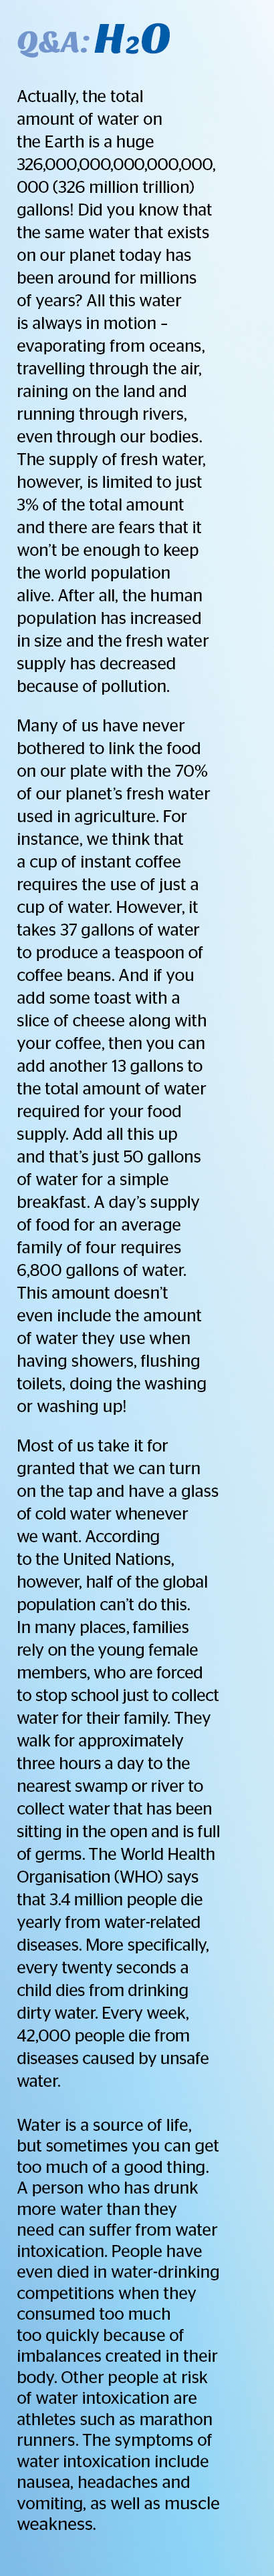 Q&A: H2O
Actually, the total
amount of water on
the Earth is a huge
326,000,000,000,000,000,
000 (326 million trillion)
gallons! Did you know that
the same water that exists
on our planet today has
been around for millions
of years? All this water
is always in motion –
evaporating from oceans,
travelling through the air,
raining on the land and
running through rivers,
even through our bodies.
The supply of fresh water,
however, is limited to just
3% of the total amount
and there are fears that it
won't be enough to keep
the world population
alive. After all, the human
population has increased
in size and the fresh water
supply has decreased
because of pollution.
Many of us have never
bothered to link the food
on our plate with the 70%
of our planet's fresh water
used in agriculture. For
instance, we think that
a cup of instant coffee
requires the use of just a
cup of water. However, it
takes 37 gallons of water
to produce a teaspoon of
coffee beans. And if you
add some toast with a
slice of cheese along with
your coffee, then you can
add another 13 gallons to
the total amount of water
required for your food
supply. Add all this up
and that's just 50 gallons
of water for a simple
breakfast. A day's supply
of food for an average
family of four requires
6,800 gallons of water.
This amount doesn't
even include the amount
of water they use when
having showers, flushing
toilets, doing the washing
or washing up!
Most of us take it for
granted that we can turn
on the tap and have a glass
of cold water whenever
we want. According
to the United Nations,
however, half of the global
population can't do this.
In many places, families
rely on the young female
members, who are forced
to stop school just to collect
water for their family. They
walk for approximately
three hours a day to the
nearest swamp or river to
collect water that has been
sitting in the open and is full
of germs. The World Health
Organisation (WHO) says
that 3.4 million people die
yearly from water-related
diseases. More specifically,
every twenty seconds a
child dies from drinking
dirty water. Every week,
42,000 people die from
diseases caused by unsafe
water.
Water is a source of life,
but sometimes you can get
too much of a good thing.
A person who has drunk
more water than they
need can suffer from water
intoxication. People have
even died in water-drinking
competitions when they
consumed too much
too quickly because of
imbalances created in their
body. Other people at risk
of water intoxication are
athletes such as marathon
runners. The symptoms of
water intoxication include
nausea, headaches and
vomiting, as well as muscle
weakness.